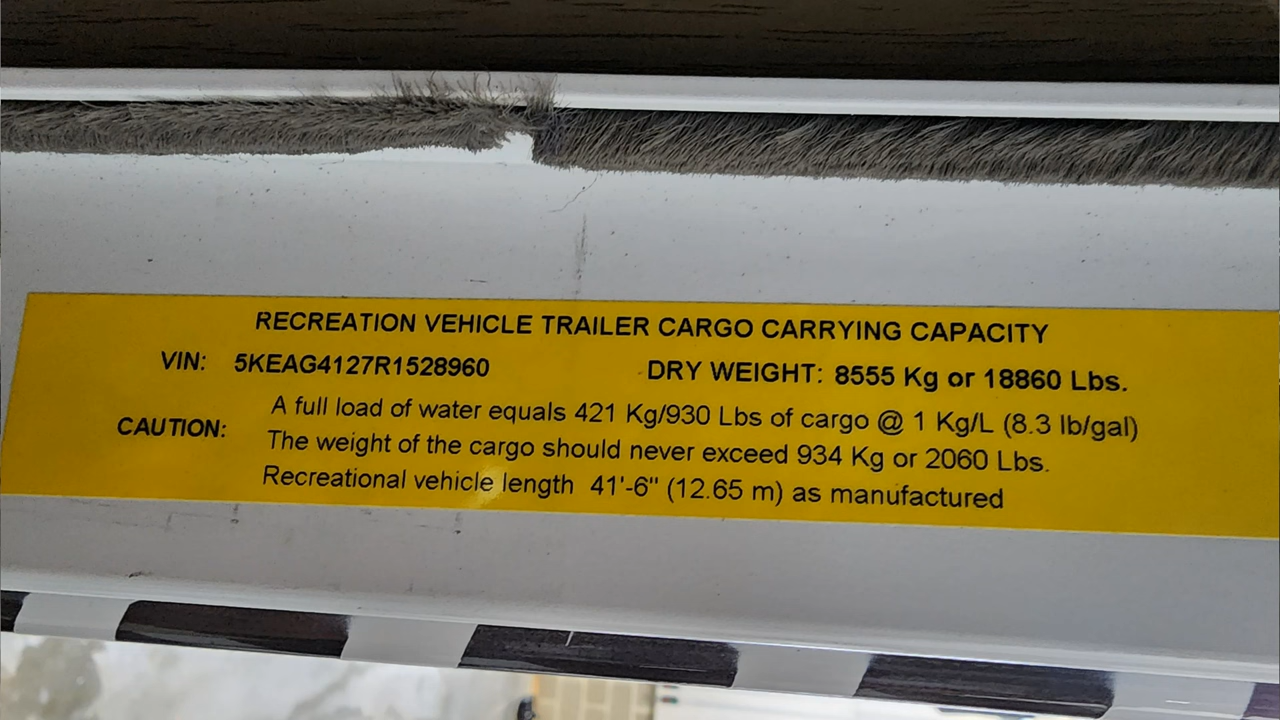 RECREATION VEHICLE TRAILER CARGO CARRYING CAPACITY
VIN: 5KEAG4127R1528960 DRY WEIGHT: 8555 Kg or 18860 Lbs.
CAUTION: A full load of water equals 421 Kg/930 Lbs of cargo @ 1 Kg/L (8.3 lb/gal)
The weight of the cargo should never exceed 934 Kg or 2060 Lbs.
Recreational vehicle length 41'-6" (12.65 m) as manufactured